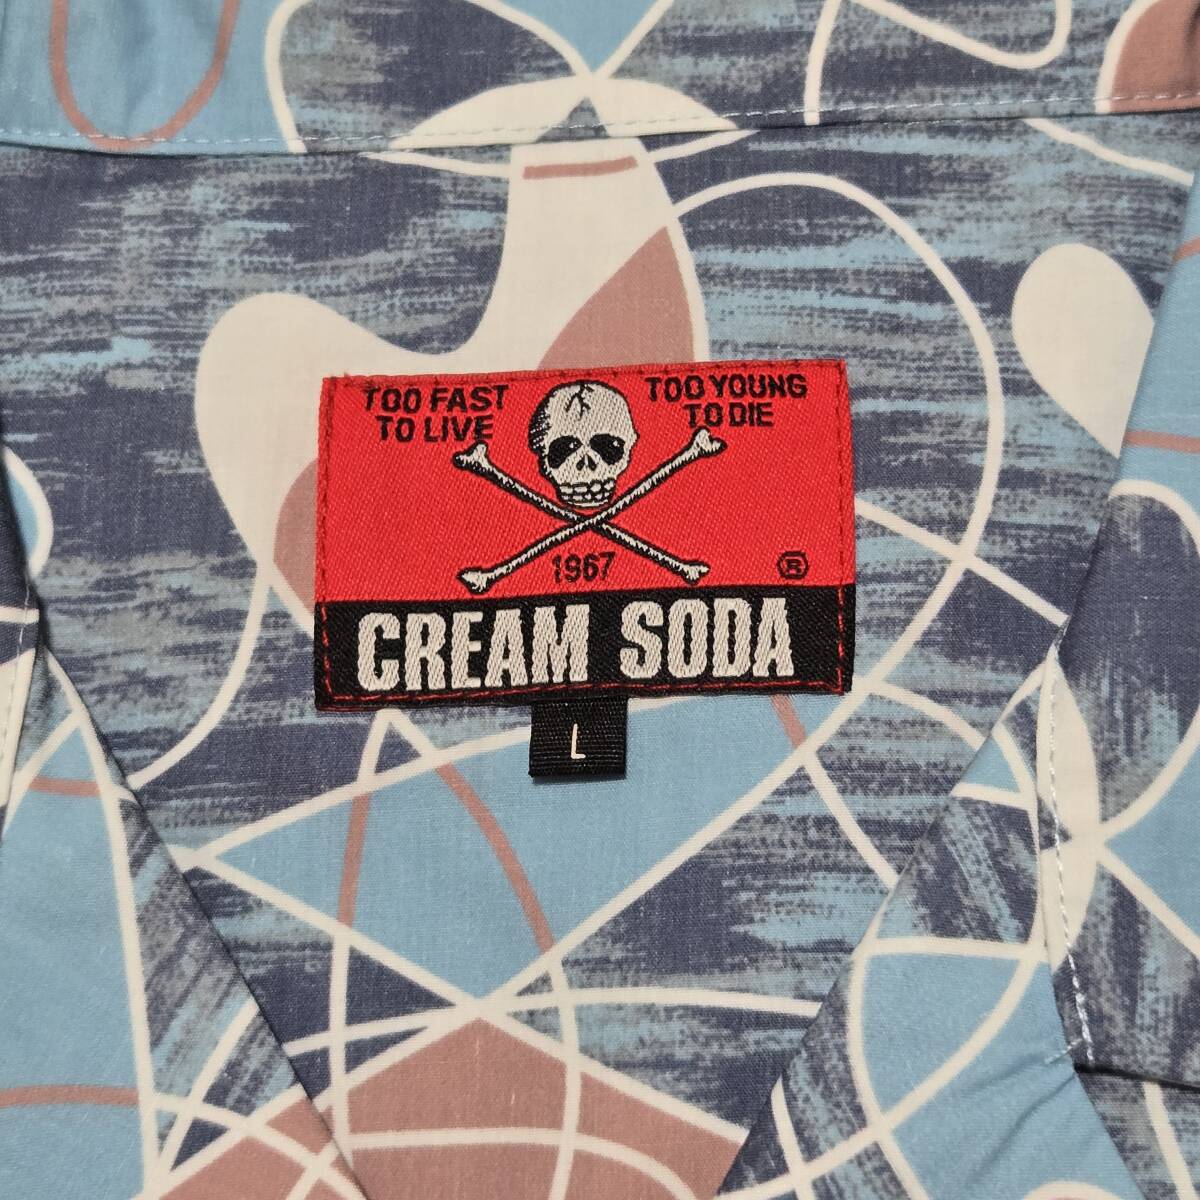 TOO FAST
TO LIVE
TOO YOUNG
TO DIE
1967
®
CREAM SODA
L